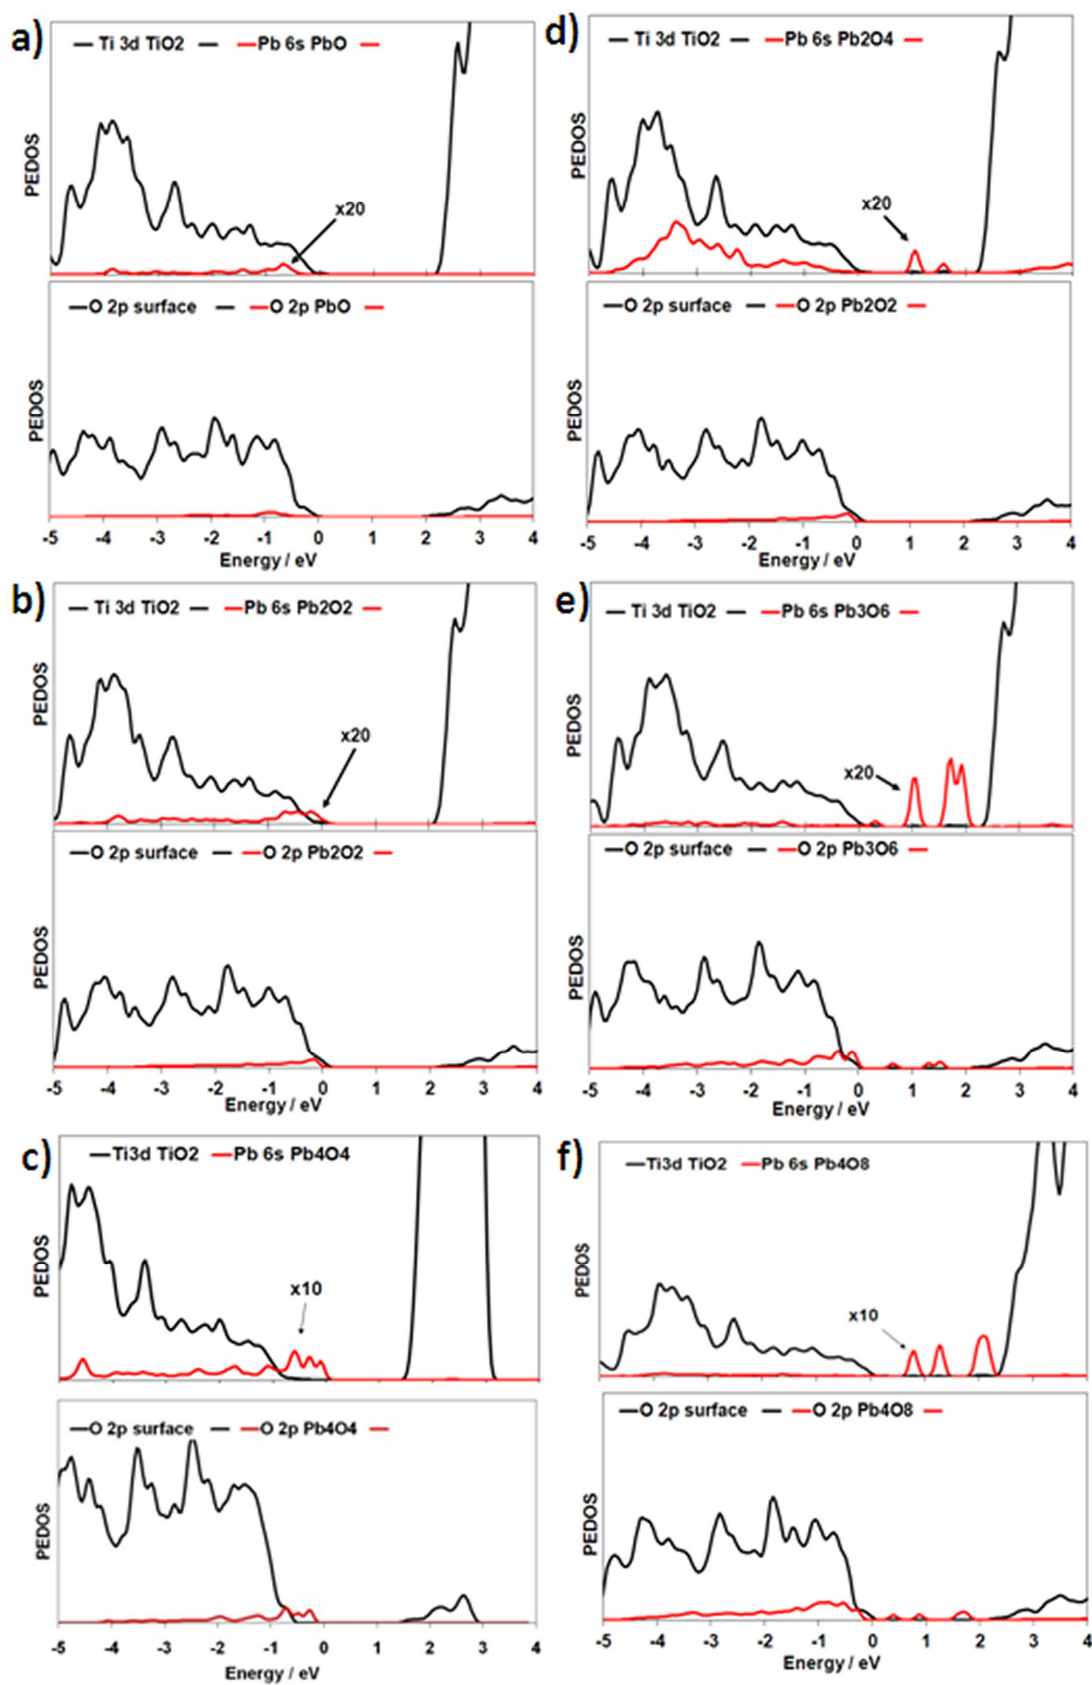 a)
Ti 3d TiO2 Pb 6s PbO
PEDOS
x20
O 2p surface O 2p PbO
PEDOS
-5 -4 -3 -2 -1 0 1 2 3 4
Energy / eV
b)
Ti 3d TiO2 Pb 6s Pb2O2
PEDOS
x20
O 2p surface O 2p Pb2O2
PEDOS
-5 -4 -3 -2 -1 0 1 2 3 4
Energy / eV
c)
Ti3d TiO2 Pb 6s Pb4O4
PEDOS
x10
O 2p surface O 2p Pb4O4
PEDOS
-5 -4 -3 -2 -1 0 1 2 3 4
Energy / eV
d)
Ti 3d TiO2 Pb 6s Pb2O4
PEDOS
x20
O 2p surface O 2p Pb2O2
PEDOS
-5 -4 -3 -2 -1 0 1 2 3 4
Energy / eV
e)
Ti 3d TiO2 Pb 6s Pb3O6
PEDOS
x20
O 2p surface O 2p Pb3O6
PEDOS
-5 -4 -3 -2 -1 0 1 2 3 4
Energy / eV
f)
Ti3d TiO2 Pb 6s Pb4O8
PEDOS
x10
O 2p surface O 2p Pb4O8
PEDOS
-5 -4 -3 -2 -1 0 1 2 3 4
Energy / eV